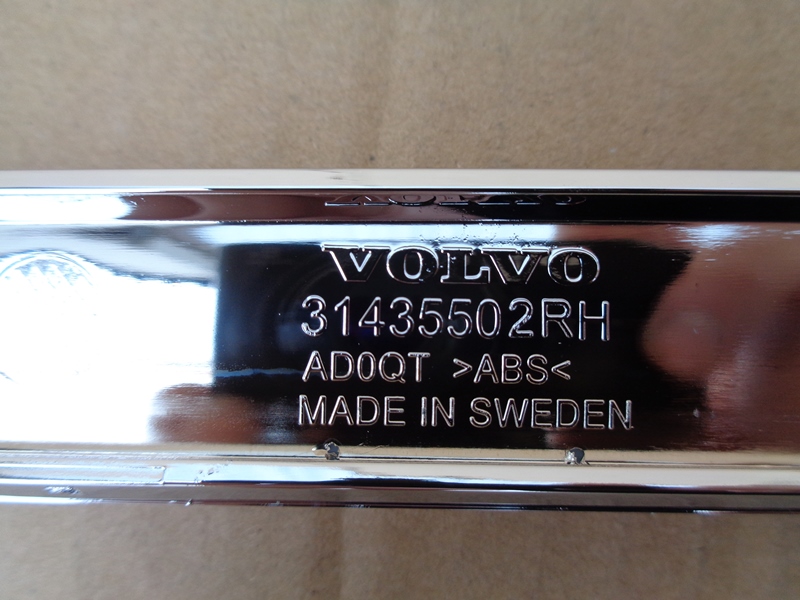 VOLVO
31435502RH
AD0QT >ABS<
MADE IN SWEDEN